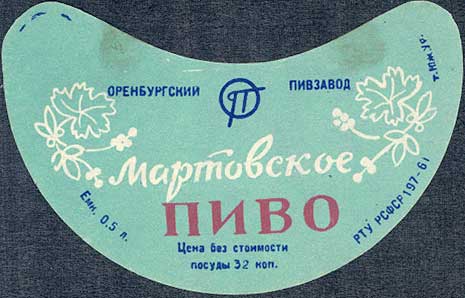 ОРЕНБУРГСКИЙ ПИВЗАВОД
Мартовское
ПИВО
Емк. 0,5 л.
Цена без стоимости
посуды 32 коп.
РТУ РСФСР 197-61